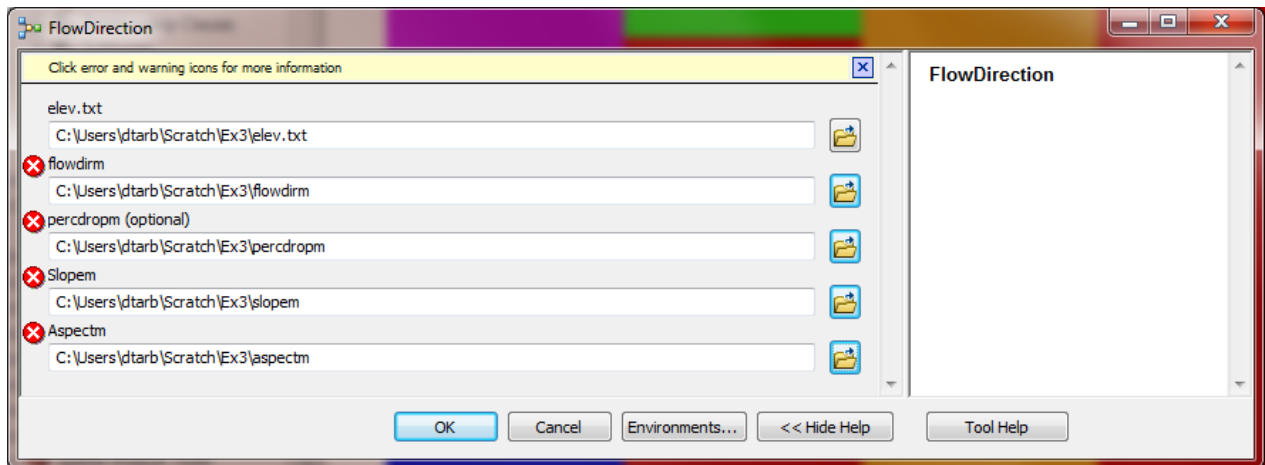 FlowDirection
Click error and warning icons for more information
elev.txt
C:\Users\dtarb\Scratch\Ex3\elev.txt
flowdirm
C:\Users\dtarb\Scratch\Ex3\flowdirm
percdropm (optional)
C:\Users\dtarb\Scratch\Ex3\percdropm
Slopem
C:\Users\dtarb\Scratch\Ex3\slopem
Aspectm
C:\Users\dtarb\Scratch\Ex3\aspectm
FlowDirection
OK Cancel Environments... << Hide Help Tool Help